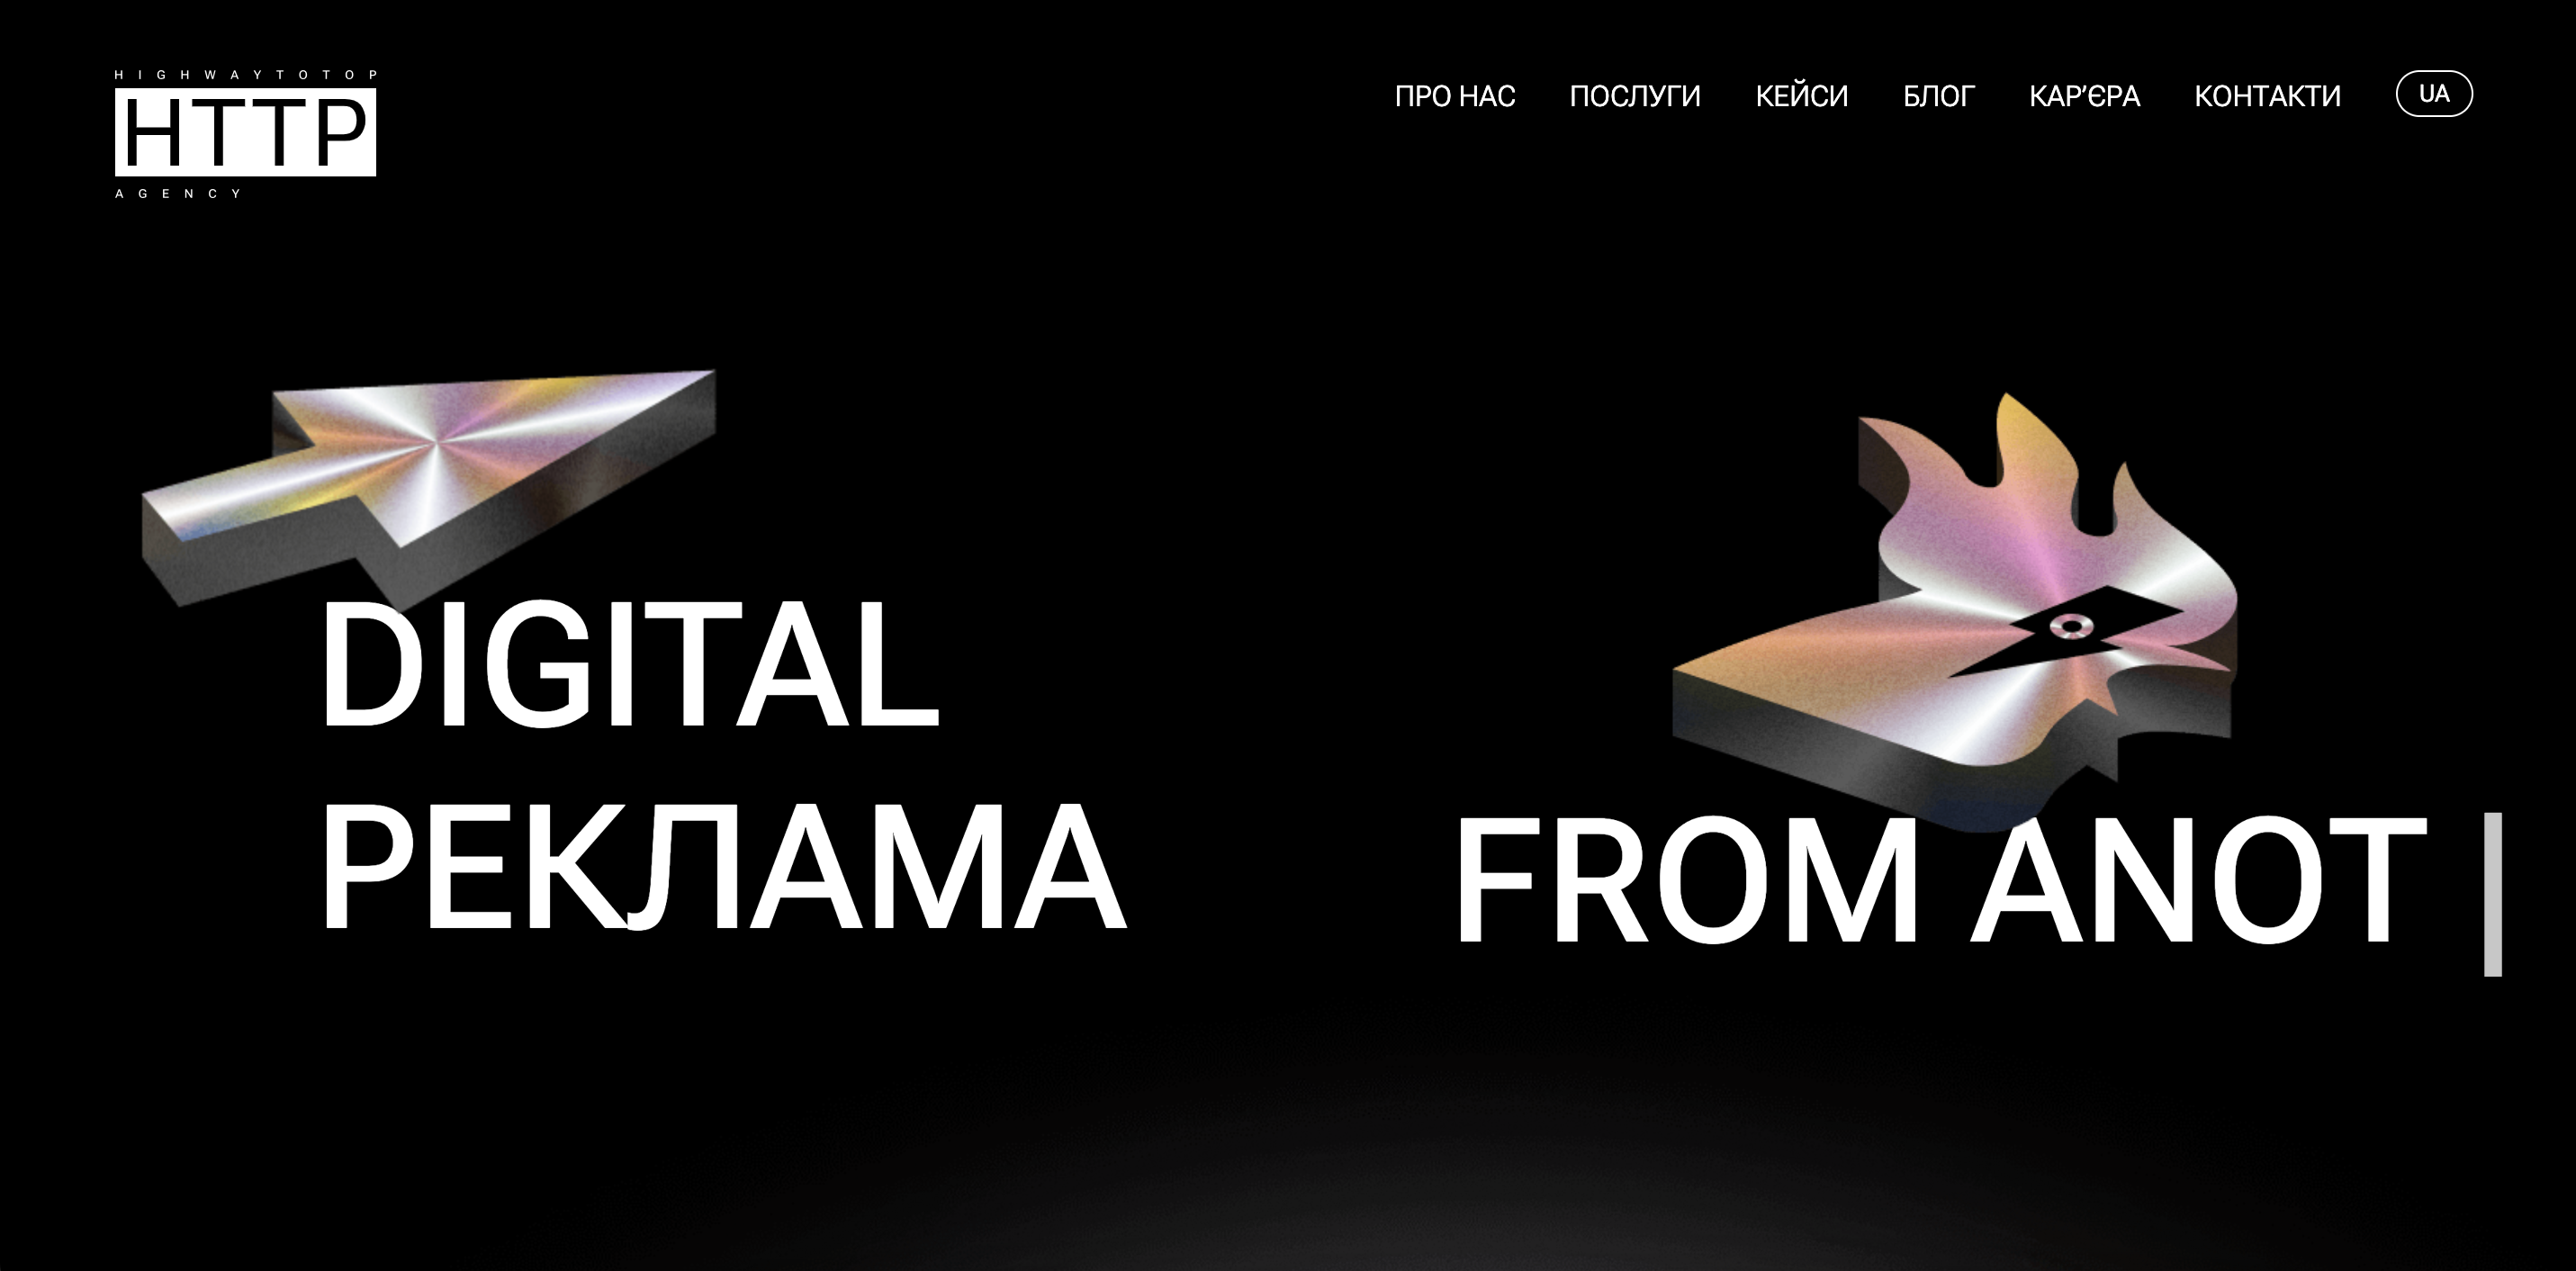 HIGHWAYTOTOP
HTTP
AGENCY
ПРО НАС ПОСЛУГИ КЕЙСИ БЛОГ КАР’ЄРА КОНТАКТИ UA
DIGITAL
РЕКЛАМА
FROM ANOT